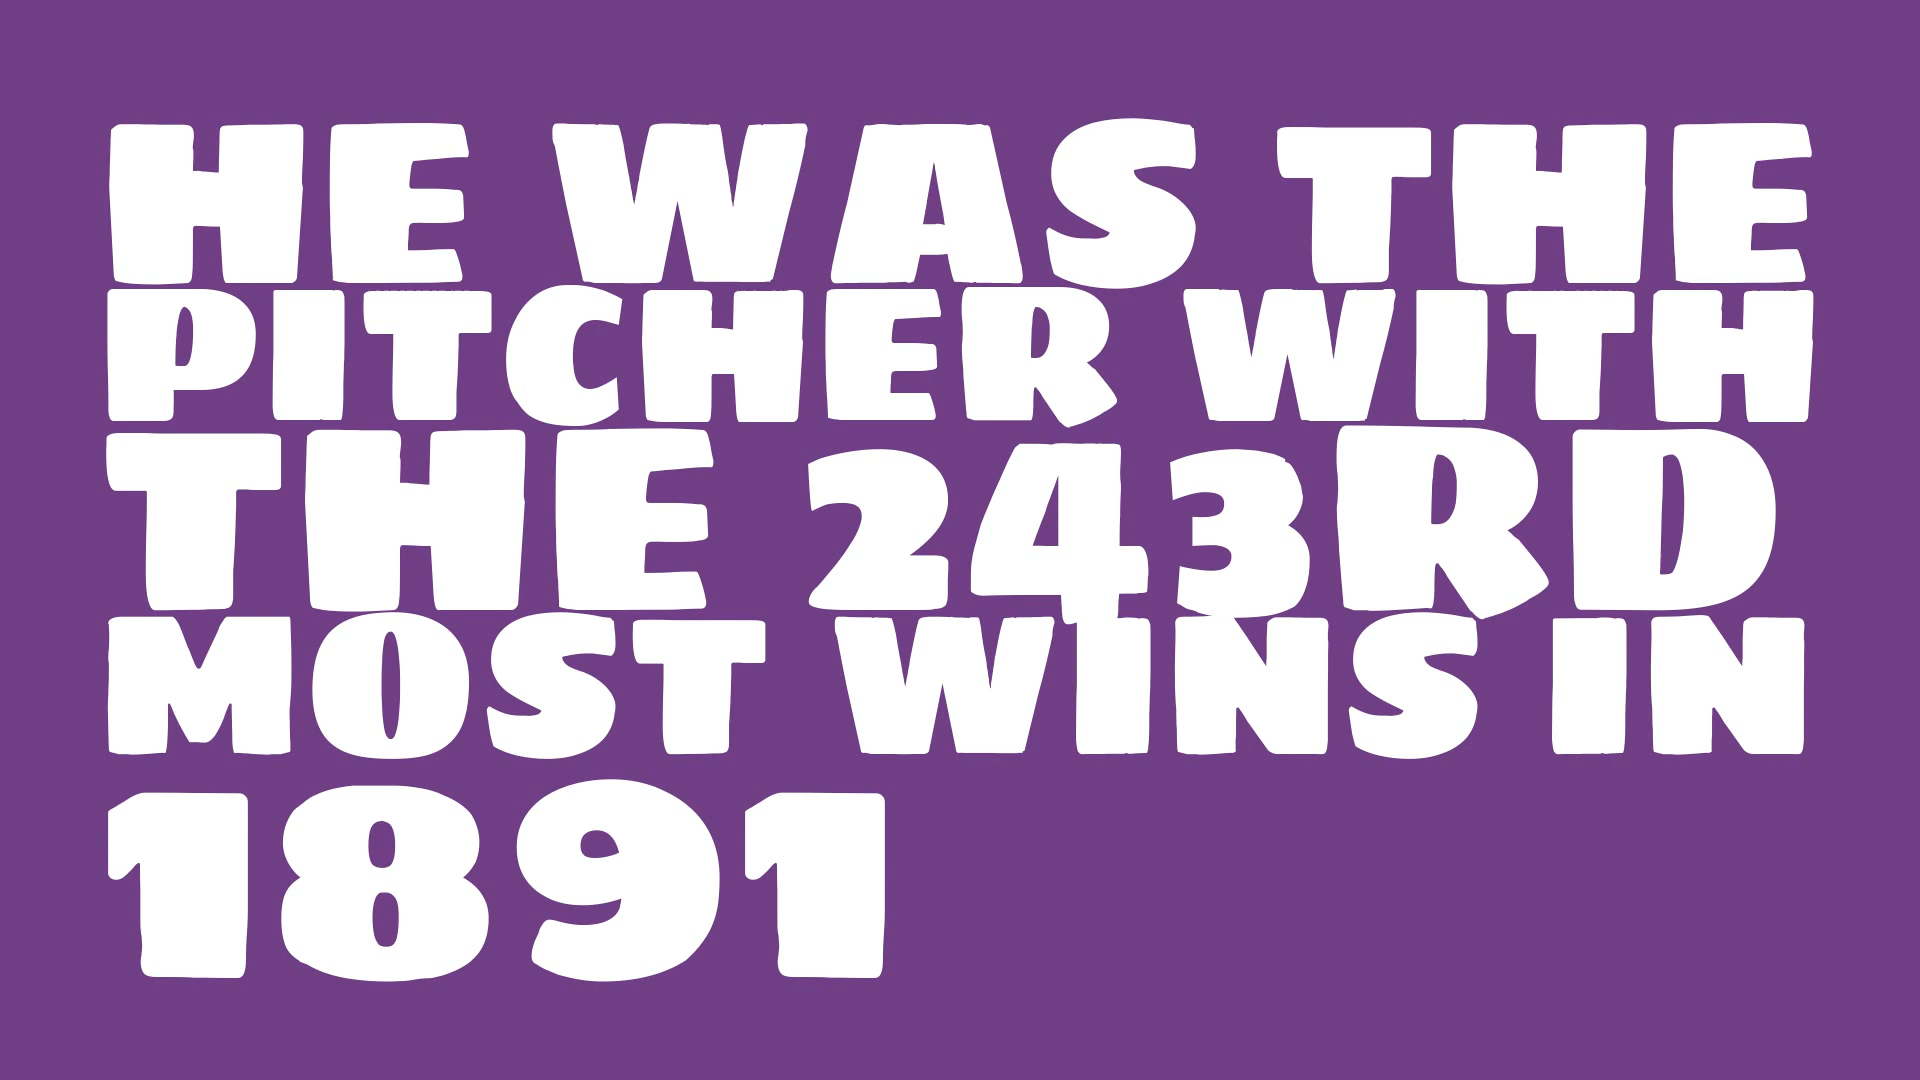 HE WAS THE
PITCHER WITH
THE 243RD
MOST WINS IN
1891